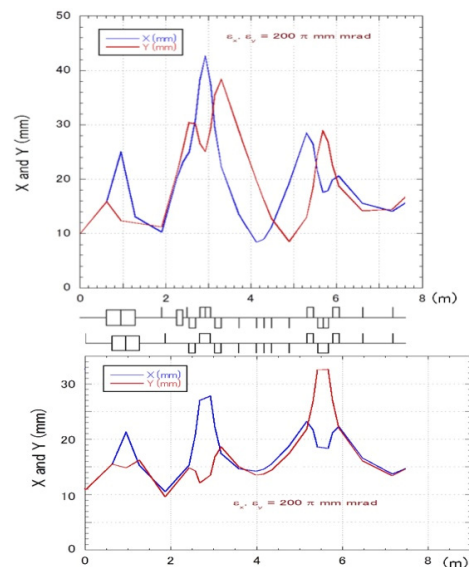 50
40
30
20
10
0
X and Y (mm)
X (mm)
Y (mm)
εx, εy = 200 π mm mrad
0 2 4 6 8 (m)
30
20
10
0
X and Y (mm)
X (mm)
Y (mm)
εx, εy = 200 π mm mrad
0 2 4 6 8 (m)